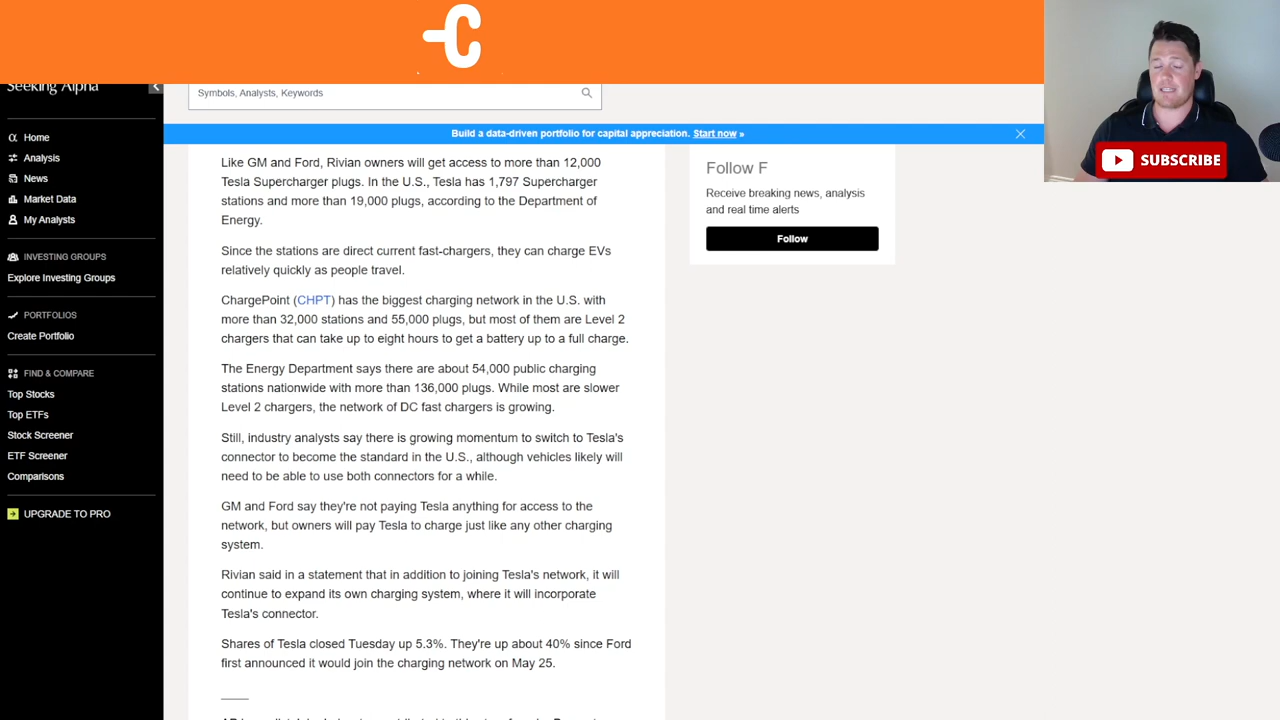 C
Seeking Alpha
Symbols, Analysts, Keywords
Build a data-driven portfolio for capital appreciation. Start now »
SUBSCRIBE
Home
Analysis
News
Market Data
My Analysts
INVESTING GROUPS
Explore Investing Groups
PORTFOLIOS
Create Portfolio
FIND & COMPARE
Top Stocks
Top ETFs
Stock Screener
ETF Screener
Comparisons
UPGRADE TO PRO
Like GM and Ford, Rivian owners will get access to more than 12,000
Tesla Supercharger plugs. In the U.S., Tesla has 1,797 Supercharger
stations and more than 19,000 plugs, according to the Department of
Energy.
Since the stations are direct current fast-chargers, they can charge EVs
relatively quickly as people travel.
ChargePoint (CHPT) has the biggest charging network in the U.S. with
more than 32,000 stations and 55,000 plugs, but most of them are Level 2
chargers that can take up to eight hours to get a battery up to a full charge.
The Energy Department says there are about 54,000 public charging
stations nationwide with more than 136,000 plugs. While most are slower
Level 2 chargers, the network of DC fast chargers is growing.
Still, industry analysts say there is growing momentum to switch to Tesla's
connector to become the standard in the U.S., although vehicles likely will
need to be able to use both connectors for a while.
GM and Ford say they're not paying Tesla anything for access to the
network, but owners will pay Tesla to charge just like any other charging
system.
Rivian said in a statement that in addition to joining Tesla's network, it will
continue to expand its own charging system, where it will incorporate
Tesla's connector.
Shares of Tesla closed Tuesday up 5.3%. They're up about 40% since Ford
first announced it would join the charging network on May 25.
Follow F
Receive breaking news, analysis
and real time alerts
Follow